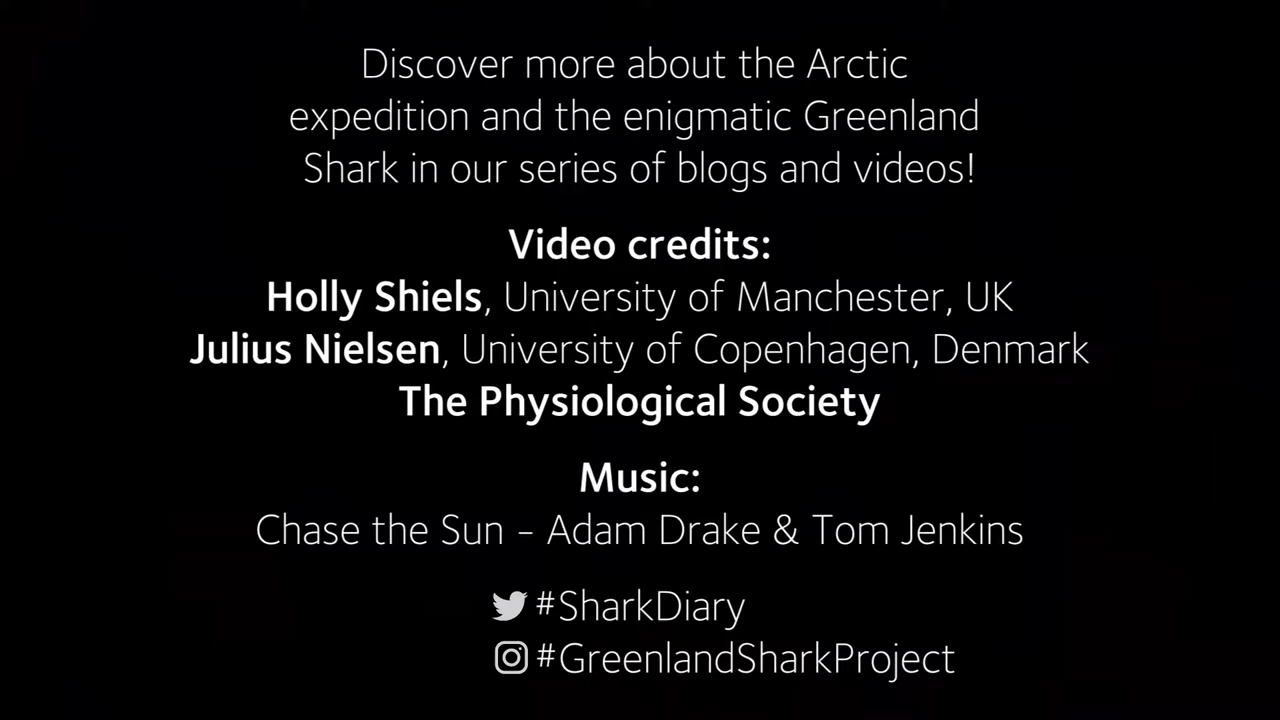 Discover more about the Arctic
expedition and the enigmatic Greenland
Shark in our series of blogs and videos!
Video credits:
Holly Shiels, University of Manchester, UK
Julius Nielsen, University of Copenhagen, Denmark
The Physiological Society
Music:
Chase the Sun - Adam Drake & Tom Jenkins
#SharkDiary
#GreenlandSharkProject